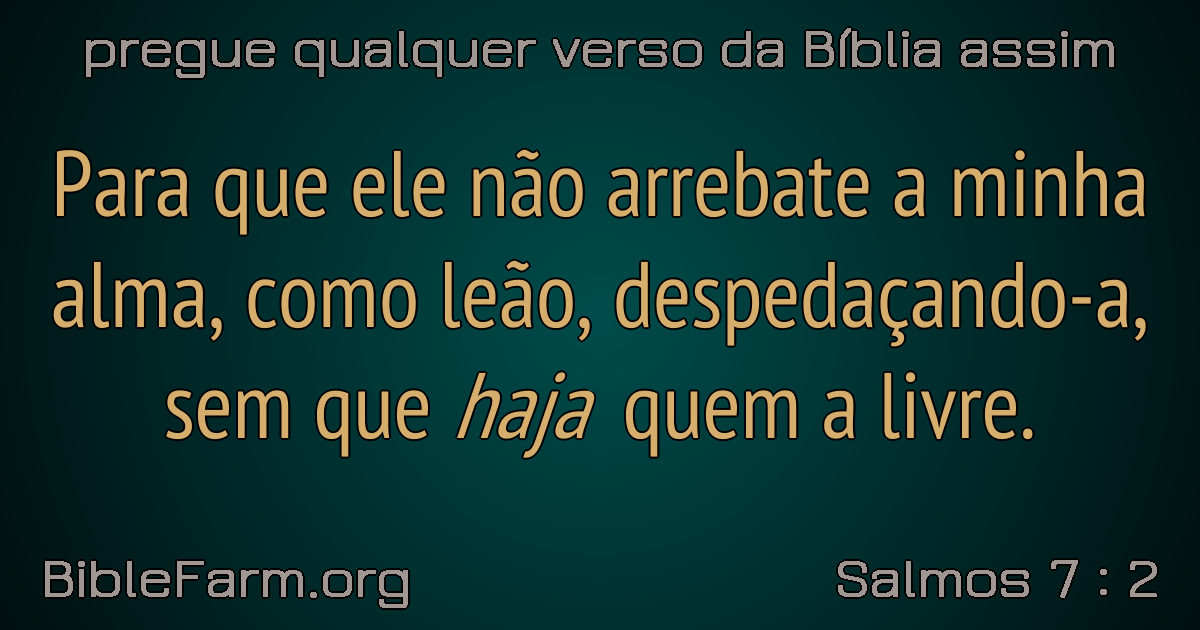 pregue qualquer verso da Bíblia assim
Para que ele não arrebate a minha
alma, como leão, despedaçando-a,
sem que haja quem a livre.
BibleFarm.org
Salmos 7 : 2